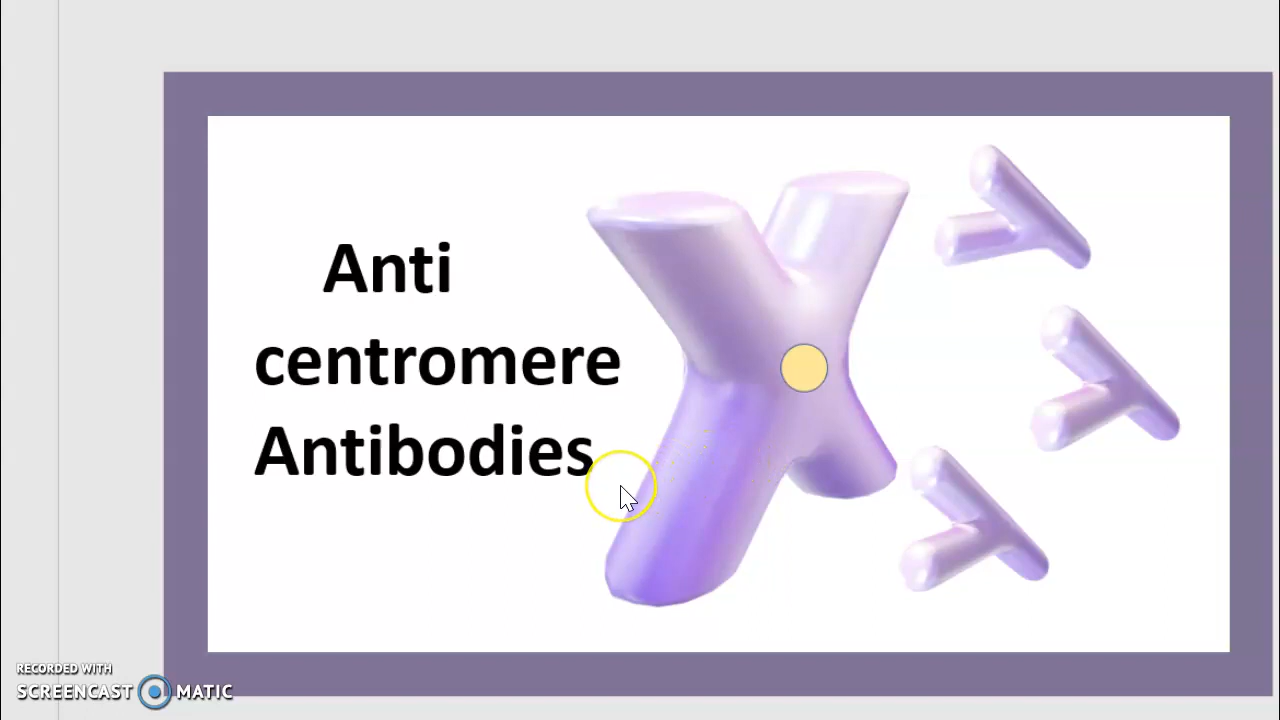 Anti
centromere
Antibodies
RECORDED WITH
SCREENCAST MATIC